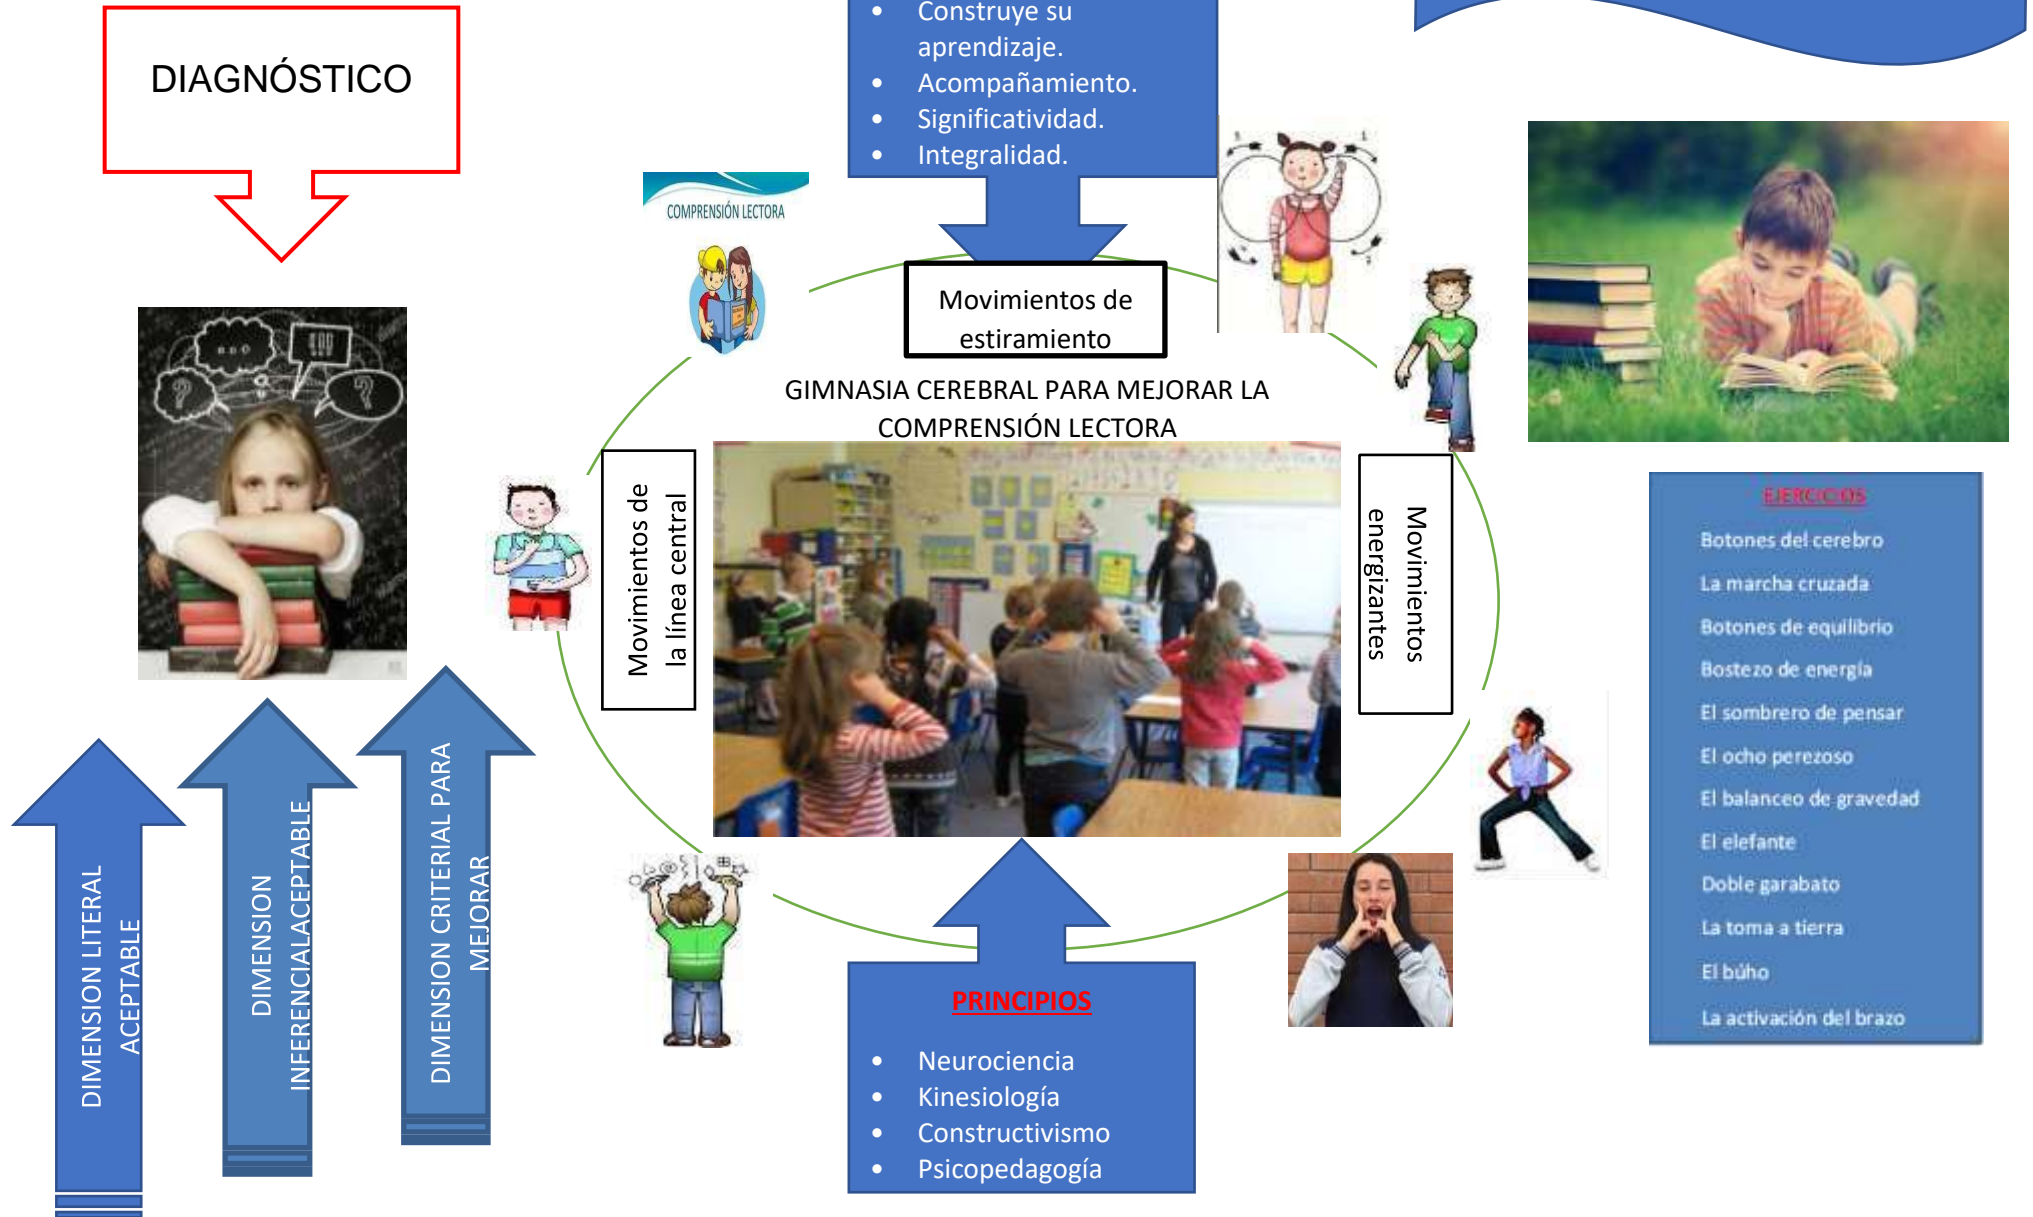 DIAGNÓSTICO
• Construye su
aprendizaje.
• Acompañamiento.
• Significatividad.
• Integralidad.
COMPRENSIÓN LECTORA
Movimientos de
estiramiento
GIMNASIA CEREBRAL PARA MEJORAR LA
COMPRENSIÓN LECTORA
Movimientos de
la línea central
Movimientos
energizantes
EJERCICIOS
Botones del cerebro
La marcha cruzada
Botones de equilibrio
Bostezo de energía
El sombrero de pensar
El ocho perezoso
El balanceo de gravedad
El elefante
Doble garabato
La toma a tierra
El búho
La activación del brazo
DIMENSION LITERAL
ACEPTABLE
DIMENSION
INFERENCIALACEPTABLE
DIMENSION CRITERIAL PARA
MEJORAR
PRINCIPIOS
• Neurociencia
• Kinesiología
• Constructivismo
• Psicopedagogía